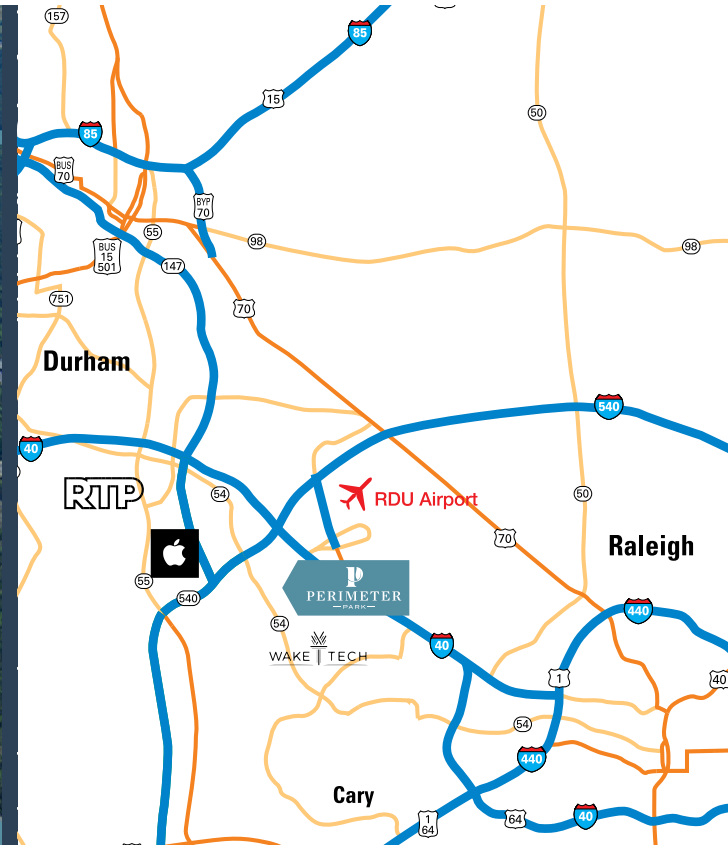 157
85
15
50
85
BUS
70
BYP
70
55
98
98
BUS
15
501
147
751
70
Durham
540
40
RTP
54
RDU Airport
50
70
Raleigh
55
P
PERIMETER
PARK
540
440
54
WAKE TECH
40
1
40
54
440
Cary
1
64
64
40